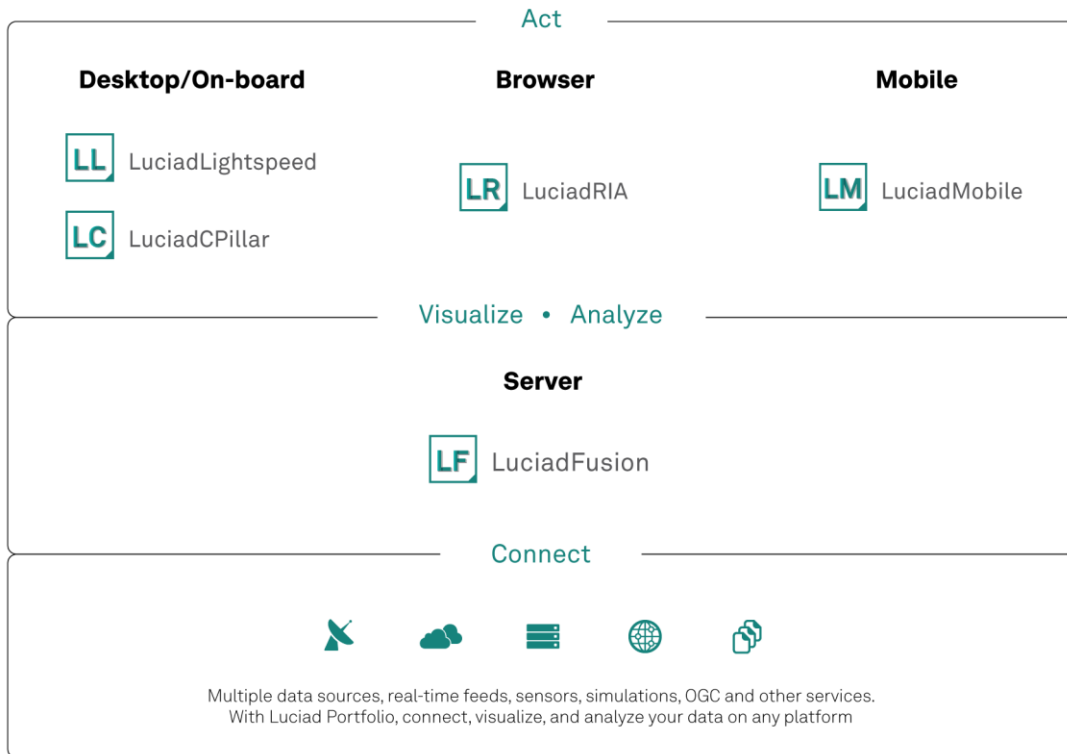 Act
Desktop/On-board
Browser
Mobile
LL LuciadLightspeed
LR LuciadRIA
LM LuciadMobile
LC LuciadCPillar
Visualize • Analyze
Server
LF LuciadFusion
Connect
Multiple data sources, real-time feeds, sensors, simulations, OGC and other services.
With Luciad Portfolio, connect, visualize, and analyze your data on any platform